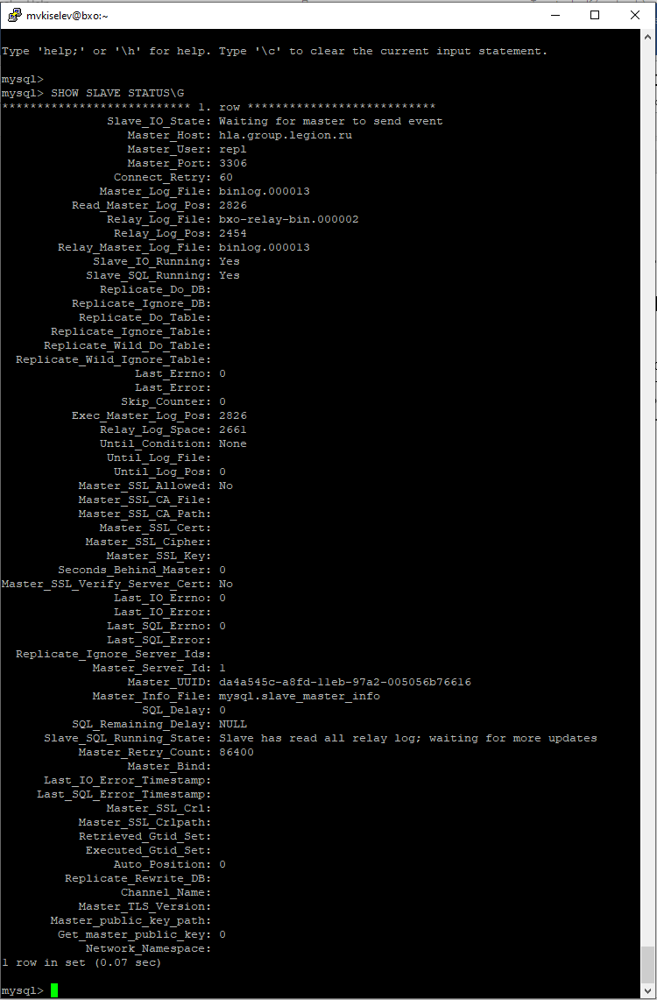 mvkiselev@bxo:~
Type 'help;' or '\h' for help. Type '\c' to clear the current input statement.
mysql>
mysql> SHOW SLAVE STATUS\G
*************************** 1. row ***************************
Slave_IO_State: Waiting for master to send event
Master_Host: hla.group.legion.ru
Master_User: repl
Master_Port: 3306
Connect_Retry: 60
Master_Log_File: binlog.000013
Read_Master_Log_Pos: 2826
Relay_Log_File: bxo-relay-bin.000002
Relay_Log_Pos: 2454
Relay_Master_Log_File: binlog.000013
Slave_IO_Running: Yes
Slave_SQL_Running: Yes
Replicate_Do_DB:
Replicate_Ignore_DB:
Replicate_Do_Table:
Replicate_Ignore_Table:
Replicate_Wild_Do_Table:
Replicate_Wild_Ignore_Table:
Last_Errno: 0
Last_Error:
Skip_Counter: 0
Exec_Master_Log_Pos: 2826
Relay_Log_Space: 2661
Until_Condition: None
Until_Log_File:
Until_Log_Pos: 0
Master_SSL_Allowed: No
Master_SSL_CA_File:
Master_SSL_CA_Path:
Master_SSL_Cert:
Master_SSL_Cipher:
Master_SSL_Key:
Seconds_Behind_Master: 0
Master_SSL_Verify_Server_Cert: No
Last_IO_Errno: 0
Last_IO_Error:
Last_SQL_Errno: 0
Last_SQL_Error:
Replicate_Ignore_Server_Ids:
Master_Server_Id: 1
Master_UUID: da4a545c-a8fd-11eb-97a2-005056b76616
Master_Info_File: mysql.slave_master_info
SQL_Delay: 0
SQL_Remaining_Delay: NULL
Slave_SQL_Running_State: Slave has read all relay log; waiting for more updates
Master_Retry_Count: 86400
Master_Bind:
Last_IO_Error_Timestamp:
Last_SQL_Error_Timestamp:
Master_SSL_Crl:
Master_SSL_Crlpath:
Retrieved_Gtid_Set:
Executed_Gtid_Set:
Auto_Position: 0
Replicate_Rewrite_DB:
Channel_Name:
Master_TLS_Version:
Master_public_key_path:
Get_master_public_key: 0
Network_Namespace:
1 row in set (0.07 sec)
mysql>